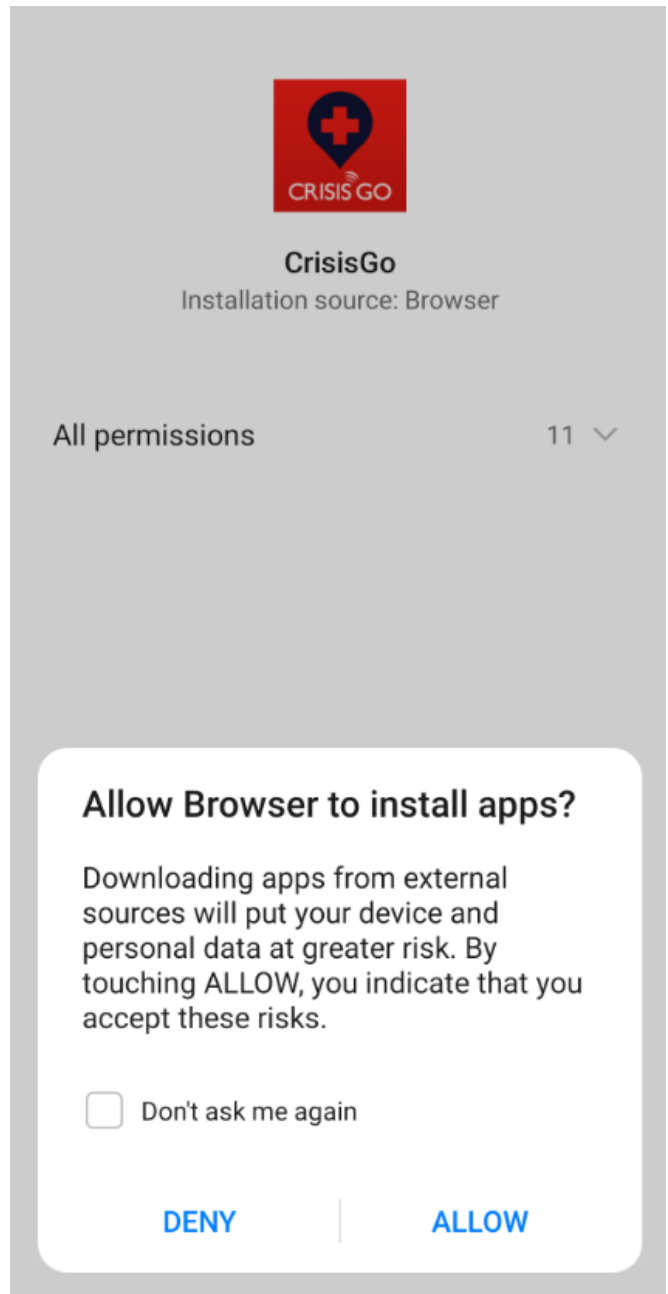 CRISIS GO
CrisisGo
Installation source: Browser
All permissions 11
Allow Browser to install apps?
Downloading apps from external
sources will put your device and
personal data at greater risk. By
touching ALLOW, you indicate that you
accept these risks.
Don't ask me again
DENY ALLOW